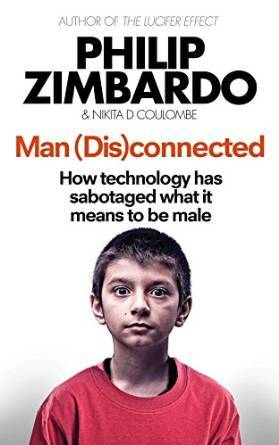 AUTHOR OF THE LUCIFER EFFECT
PHILIP
ZIMBARDO
& NIKITA D COULOMBE
Man (Dis)connected
How technology has
sabotaged what it
means to be male